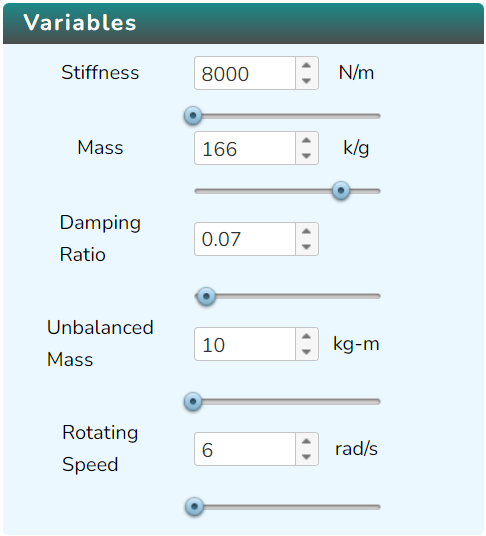 Variables
Stiffness 8000 N/m
Mass 166 k/g
Damping
Ratio
0.07
Unbalanced
Mass
10 kg-m
Rotating
Speed
6 rad/s